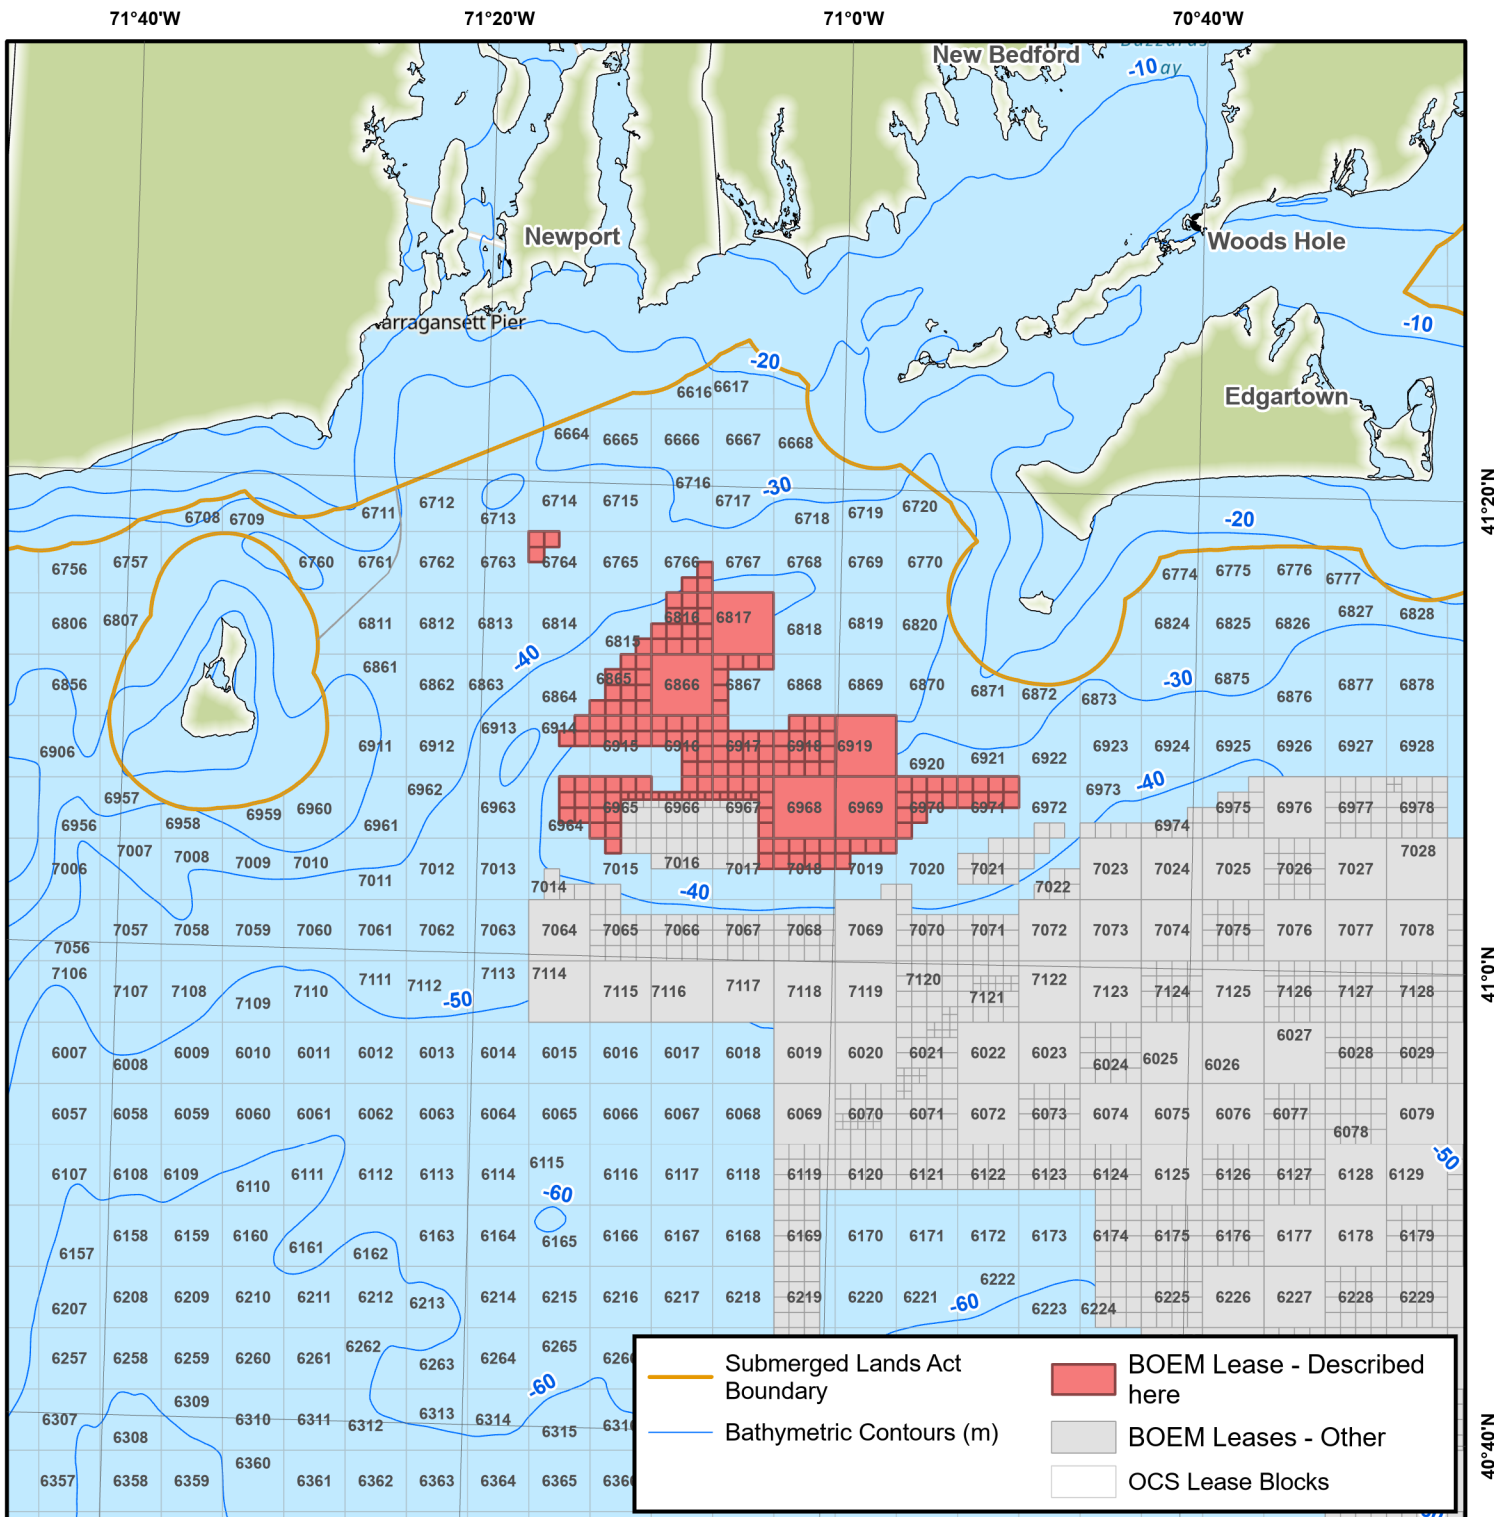 71°40'W 71°20'W 71°0'W 70°40'W
New Bedford
-10 ay
Newport
Woods Hole
arragansett Pier
-10
-20
Edgartown
6616 6617
6664 6665 6666 6667 6668
41°20'N
6716
-30
6711 6712 6713 6714 6715 6717 6718 6719 6720
6708 6709
-20
6756 6757 6760 6761 6762 6763 6764 6765 6766 6767 6768 6769 6770 6774 6775 6776 6777
6806 6807 6811 6812 6813 6814 6815 6816 6817 6818 6819 6820 6824 6825 6826 6827 6828
-40
6856 6861 6862 6863 6864 6865 6866 6867 6868 6869 6870 6871 6872 6873 -30 6875 6876 6877 6878
6906 6911 6912 6913 6914 6915 6916 6917 6918 6919 6920 6921 6922 6923 6924 6925 6926 6927 6928
-40
6956 6957 6958 6959 6960 6961 6962 6963 6964 6965 6966 6967 6968 6969 6970 6971 6972 6973 6974 6975 6976 6977 6978
7006 7007 7008 7009 7010 7011 7012 7013 7014 7015 7016 7017 7018 7019 7020 7021 7022 7023 7024 7025 7026 7027 7028
-40
7056 7057 7058 7059 7060 7061 7062 7063 7064 7065 7066 7067 7068 7069 7070 7071 7072 7073 7074 7075 7076 7077 7078
41°0'N
7106 7107 7108 7109 7110 7111 7112 -50 7113 7114 7115 7116 7117 7118 7119 7120 7121 7122 7123 7124 7125 7126 7127 7128
6007 6008 6009 6010 6011 6012 6013 6014 6015 6016 6017 6018 6019 6020 6021 6022 6023 6024 6025 6026 6027 6028 6029
6057 6058 6059 6060 6061 6062 6063 6064 6065 6066 6067 6068 6069 6070 6071 6072 6073 6074 6075 6076 6077 6078 6079
-50
6107 6108 6109 6110 6111 6112 6113 6114 6115 6116 6117 6118 6119 6120 6121 6122 6123 6124 6125 6126 6127 6128 6129
-60
6157 6158 6159 6160 6161 6162 6163 6164 6165 6166 6167 6168 6169 6170 6171 6172 6173 6174 6175 6176 6177 6178 6179
6207 6208 6209 6210 6211 6212 6213 6214 6215 6216 6217 6218 6219 6220 6221 6222 6223 6224 6225 6226 6227 6228 6229
-60
6257 6258 6259 6260 6261 6262 6263 6264 6265
-60
6307 6308 6309 6310 6311 6312 6313 6314 6315
40°40'N
6357 6358 6359 6360 6361 6362 6363 6364 6365
Submerged Lands Act
Boundary
Bathymetric Contours (m)
BOEM Lease - Described
here
BOEM Leases - Other
OCS Lease Blocks